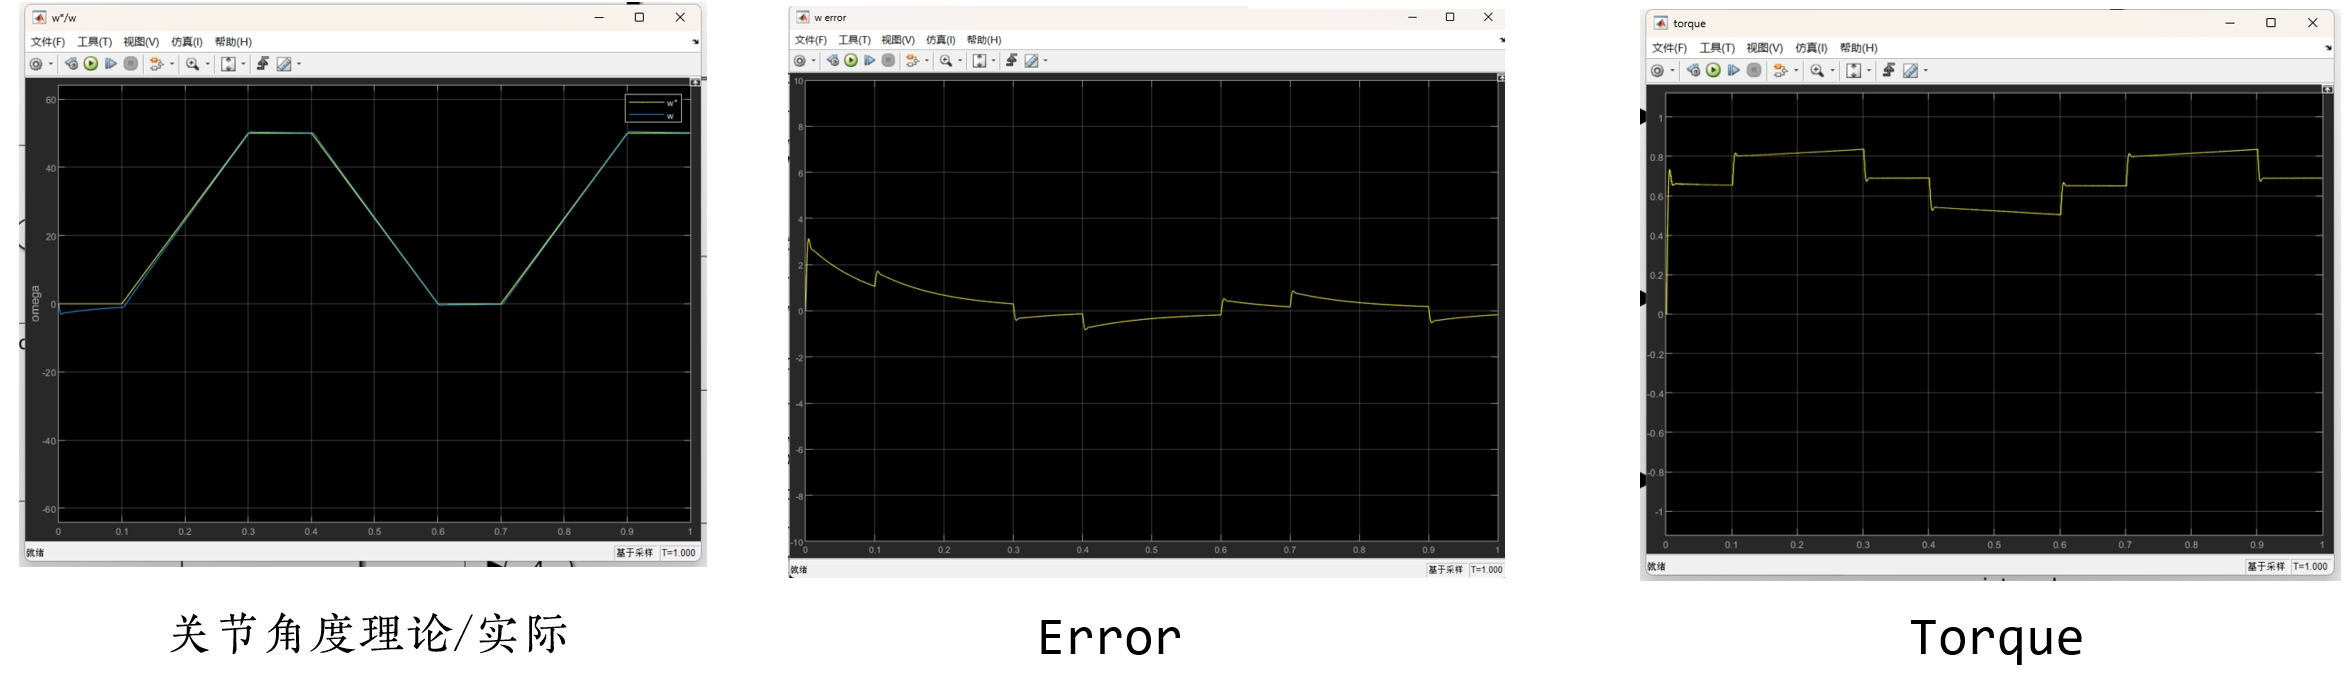 w*/w
文件(F) 工具(T) 视图(V) 仿真(I) 帮助(H)
60
40
20
0
-20
-40
-60
omega
w*
w
0 0.1 0.2 0.3 0.4 0.5 0.6 0.7 0.8 0.9 1
就绪 基于采样 T=1.000
关节角度理论/实际
w error
文件(F) 工具(T) 视图(V) 仿真(I) 帮助(H)
10
8
6
4
2
0
-2
-4
-6
-8
-10
0 0.1 0.2 0.3 0.4 0.5 0.6 0.7 0.8 0.9 1
就绪 基于采样 T=1.000
Error
torque
文件(F) 工具(T) 视图(V) 仿真(I) 帮助(H)
1
0.8
0.6
0.4
0.2
0
-0.2
-0.4
-0.6
-0.8
-1
0 0.1 0.2 0.3 0.4 0.5 0.6 0.7 0.8 0.9 1
就绪 基于采样 T=1.000
Torque